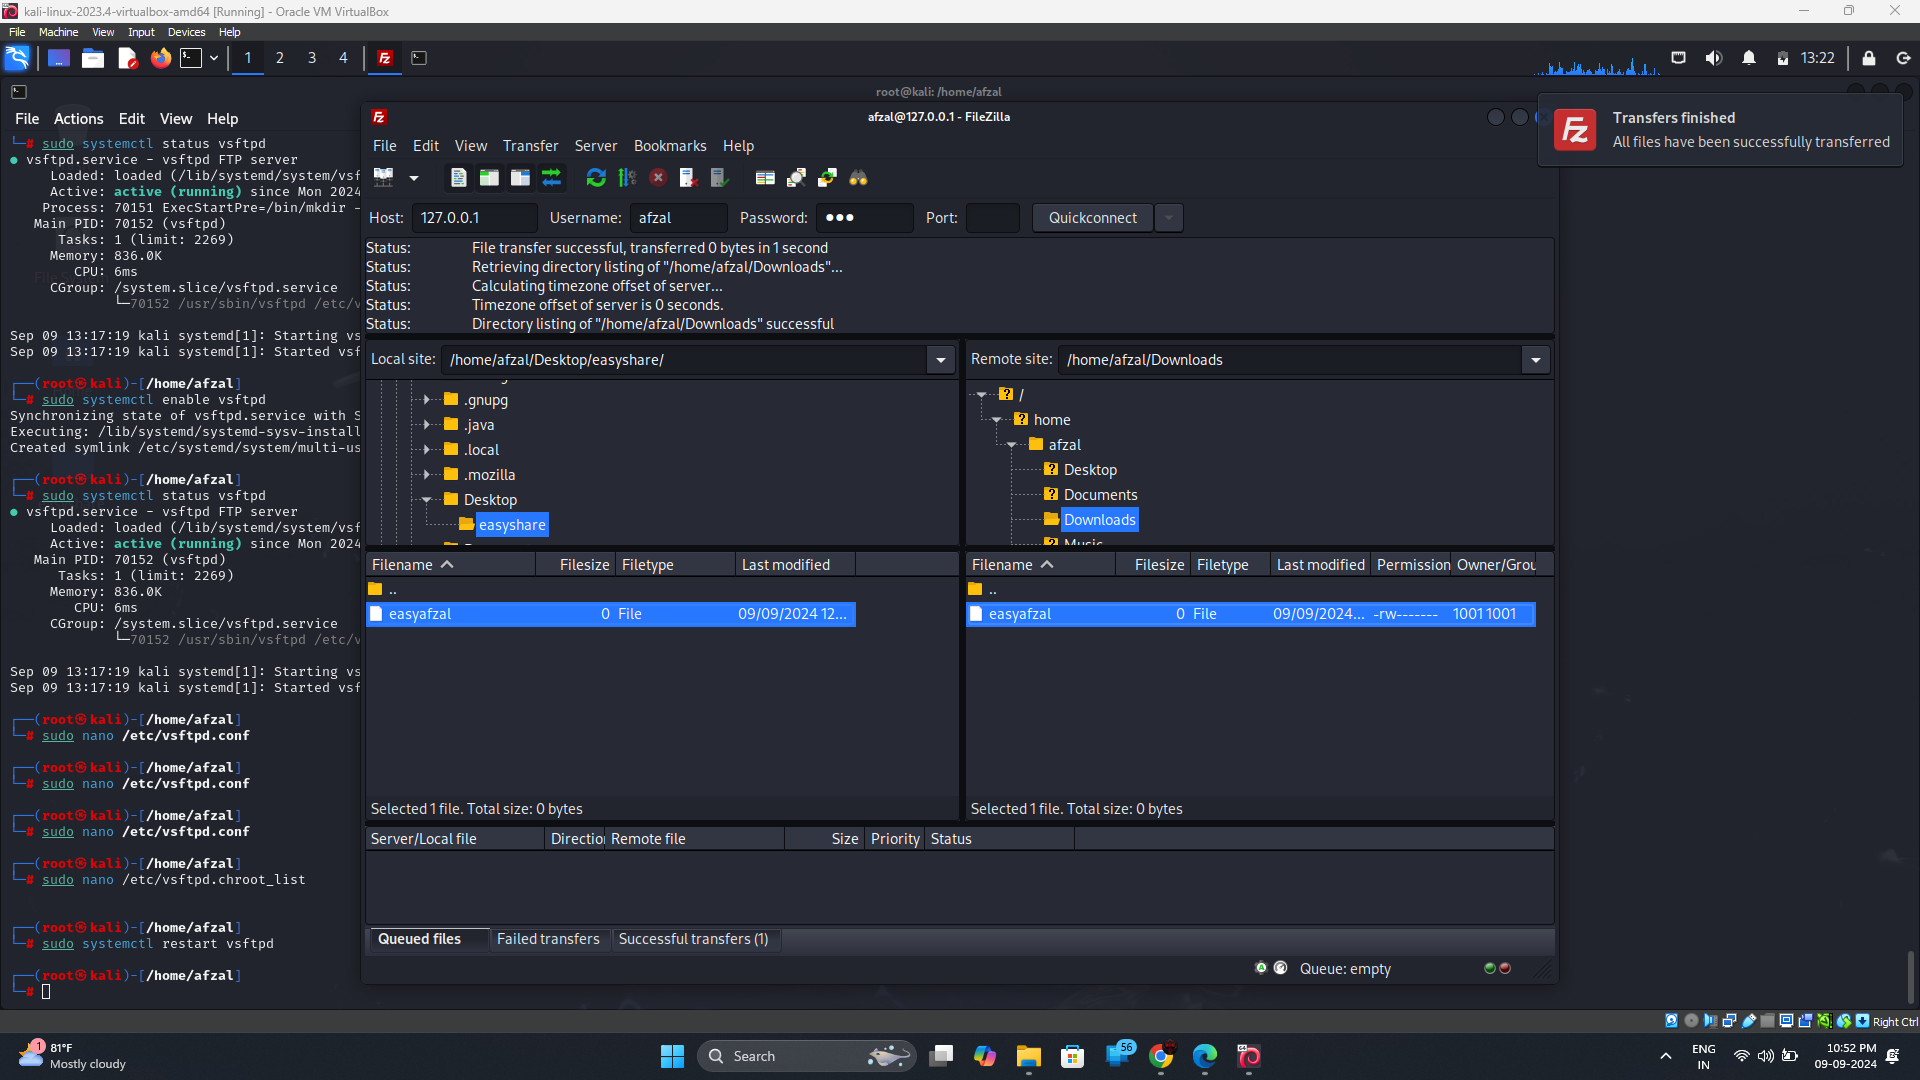 kali-linux-2023.4-virtualbox-amd64 [Running] - Oracle VM VirtualBox
File Machine View Input Devices Help
1 2 3 4
13:22
root@kali: /home/afzal
File Actions Edit View Help
└─# sudo systemctl status vsftpd
● vsftpd.service - vsftpd FTP server
Loaded: loaded (/lib/systemd/system/vsf
Active: active (running) since Mon 2024
Process: 70151 ExecStartPre=/bin/mkdir -
Main PID: 70152 (vsftpd)
Tasks: 1 (limit: 2269)
Memory: 836.0K
CPU: 6ms
CGroup: /system.slice/vsftpd.service
└─70152 /usr/sbin/vsftpd /etc/v
Sep 09 13:17:19 kali systemd[1]: Starting vs
Sep 09 13:17:19 kali systemd[1]: Started vsf
┌──(root㉿kali)-[/home/afzal]
└─# sudo systemctl enable vsftpd
Synchronizing state of vsftpd.service with S
Executing: /lib/systemd/systemd-sysv-install
Created symlink /etc/systemd/system/multi-us
┌──(root㉿kali)-[/home/afzal]
└─# sudo systemctl status vsftpd
● vsftpd.service - vsftpd FTP server
Loaded: loaded (/lib/systemd/system/vsf
Active: active (running) since Mon 2024
Main PID: 70152 (vsftpd)
Tasks: 1 (limit: 2269)
Memory: 836.0K
CPU: 6ms
CGroup: /system.slice/vsftpd.service
└─70152 /usr/sbin/vsftpd /etc/v
Sep 09 13:17:19 kali systemd[1]: Starting vs
Sep 09 13:17:19 kali systemd[1]: Started vsf
┌──(root㉿kali)-[/home/afzal]
└─# sudo nano /etc/vsftpd.conf
┌──(root㉿kali)-[/home/afzal]
└─# sudo nano /etc/vsftpd.conf
┌──(root㉿kali)-[/home/afzal]
└─# sudo nano /etc/vsftpd.conf
┌──(root㉿kali)-[/home/afzal]
└─# sudo nano /etc/vsftpd.chroot_list
┌──(root㉿kali)-[/home/afzal]
└─# sudo systemctl restart vsftpd
┌──(root㉿kali)-[/home/afzal]
└─#
afzal@127.0.0.1 - FileZilla
File Edit View Transfer Server Bookmarks Help
Host: 127.0.0.1 Username: afzal Password: ●●● Port: Quickconnect
Status: File transfer successful, transferred 0 bytes in 1 second
Status: Retrieving directory listing of "/home/afzal/Downloads"...
Status: Calculating timezone offset of server...
Status: Timezone offset of server is 0 seconds.
Status: Directory listing of "/home/afzal/Downloads" successful
Local site: /home/afzal/Desktop/easyshare/
.gnupg
.java
.local
.mozilla
Desktop
easyshare
Filename Filesize Filetype Last modified
..
easyafzal 0 File 09/09/2024 12...
Selected 1 file. Total size: 0 bytes
Remote site: /home/afzal/Downloads
/
home
afzal
Desktop
Documents
Downloads
Music
Filename Filesize Filetype Last modified Permission Owner/Grou
..
easyafzal 0 File 09/09/2024... -rw------- 1001 1001
Selected 1 file. Total size: 0 bytes
Server/Local file Direction Remote file Size Priority Status
Queued files Failed transfers Successful transfers (1)
Queue: empty
Fz
Transfers finished
All files have been successfully transferred
Right Ctrl
1
81°F
Mostly cloudy
Search
56
ENG
IN
10:52 PM
09-09-2024